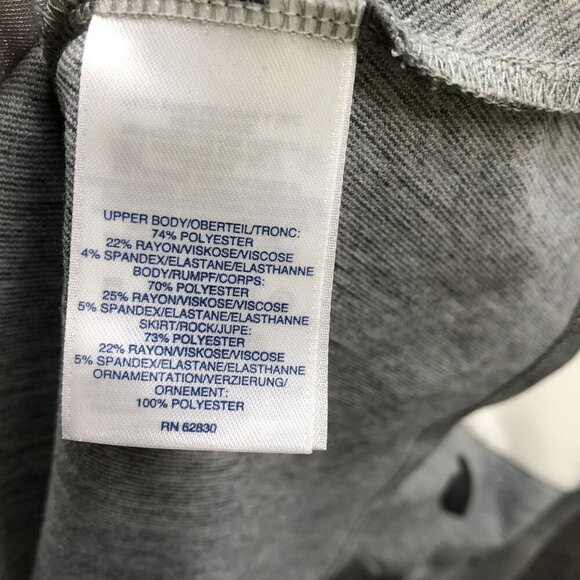 UPPER BODY/OBERTEIL/TRONC:
74% POLYESTER
22% RAYON/VISKOSE/VISCOSE
4% SPANDEX/ELASTANE/ELASTHANNE
BODY/RUMPF/CORPS:
70% POLYESTER
25% RAYON/VISKOSE/VISCOSE
5% SPANDEX/ELASTANE/ELASTHANNE
SKIRT/ROCK/JUPE:
73% POLYESTER
22% RAYON/VISKOSE/VISCOSE
5% SPANDEX/ELASTANE/ELASTHANNE
ORNAMENTATION/VERZIERUNG/
ORNEMENT:
100% POLYESTER
RN 62830